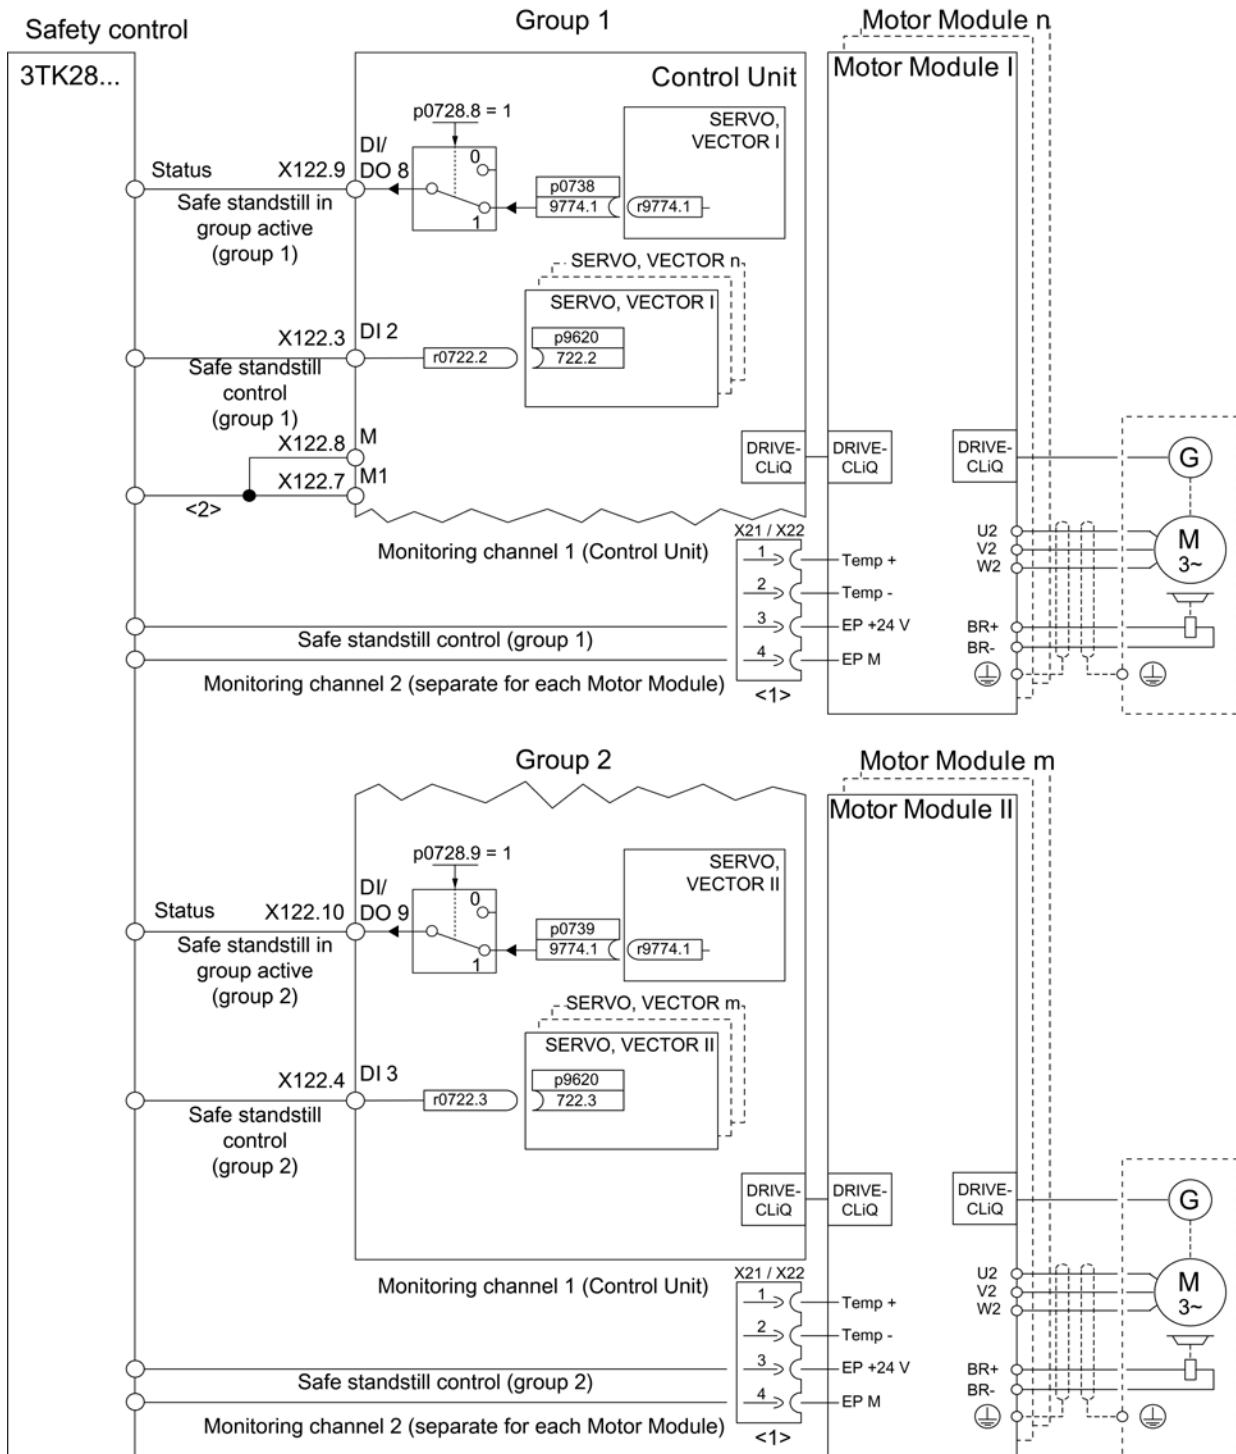 Safety control
Group 1
Motor Module n
3TK28...
Control Unit
Motor Module I
p0728.8 = 1
SERVO,
VECTOR I
DI/
DO 8
Status
X122.9
0
1
p0738
9774.1
r9774.1
Safe standstill in
group active
(group 1)
SERVO, VECTOR n
SERVO, VECTOR I
DI 2
X122.3
r0722.2
p9620
722.2
Safe standstill
control
(group 1)
X122.8
M
X122.7
M1
<2>
DRIVE-
CLiQ
DRIVE-
CLiQ
DRIVE-
CLiQ
G
Monitoring channel 1 (Control Unit)
X21 / X22
1
Temp +
2
Temp -
3
EP +24 V
4
EP M
<1>
U2
V2
W2
M
3~
BR+
BR-
Safe standstill control (group 1)
Monitoring channel 2 (separate for each Motor Module)
Group 2
Motor Module m
Motor Module II
p0728.9 = 1
SERVO,
VECTOR II
DI/
DO 9
Status
X122.10
0
1
p0739
9774.1
r9774.1
Safe standstill in
group active
(group 2)
SERVO, VECTOR m
SERVO, VECTOR II
DI 3
X122.4
r0722.3
p9620
722.3
Safe standstill
control
(group 2)
DRIVE-
CLiQ
DRIVE-
CLiQ
DRIVE-
CLiQ
G
Monitoring channel 1 (Control Unit)
X21 / X22
1
Temp +
2
Temp -
3
EP +24 V
4
EP M
<1>
U2
V2
W2
M
3~
BR+
BR-
Safe standstill control (group 2)
Monitoring channel 2 (separate for each Motor Module)